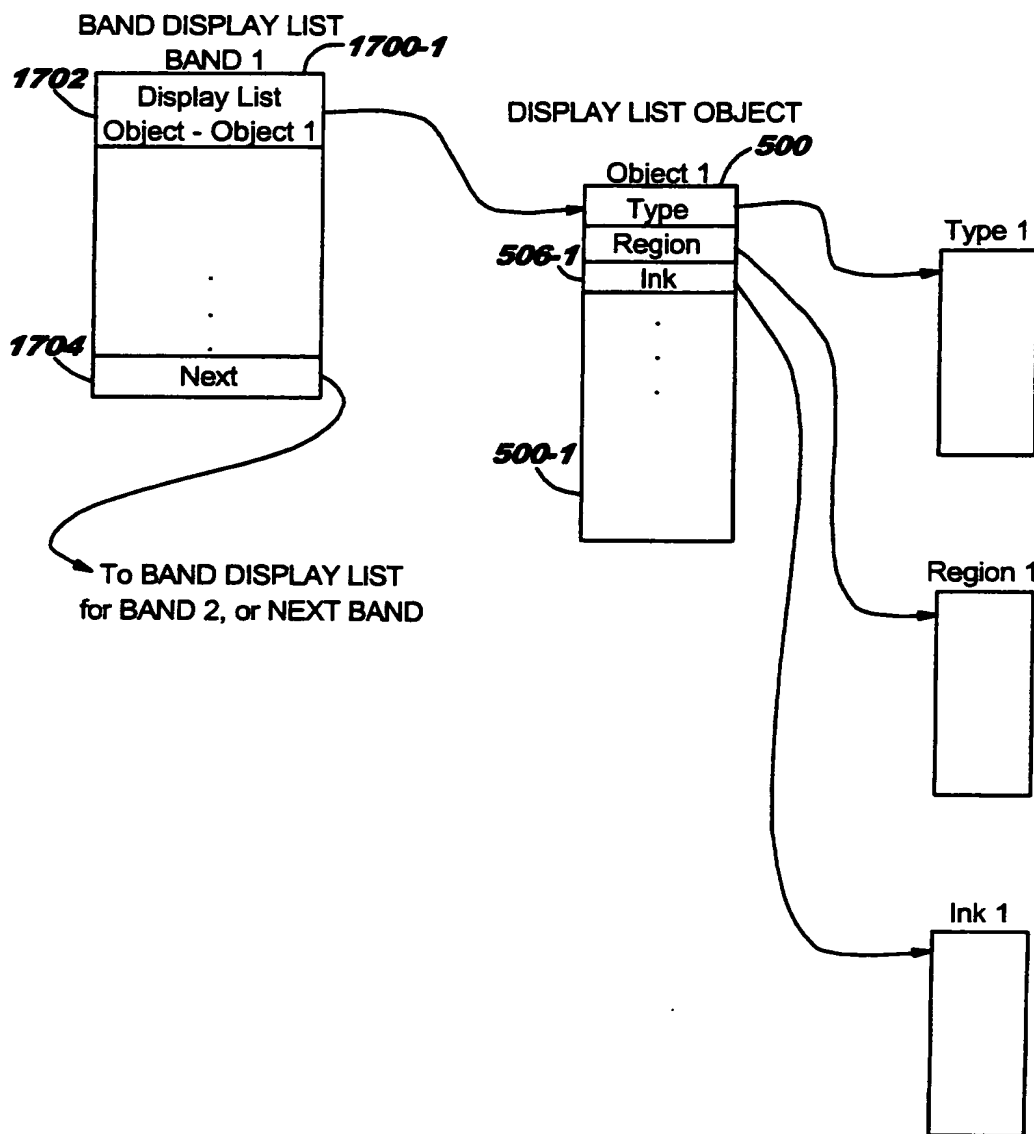 BAND DISPLAY LIST
BAND 1
1700-1
1702
Display List
Object - Object 1
.
.
.
1704
Next
To BAND DISPLAY LIST
for BAND 2, or NEXT BAND
DISPLAY LIST OBJECT
500
Object 1
Type
Region
506-1
Ink
.
.
.
500-1
Type 1
Region 1
Ink 1